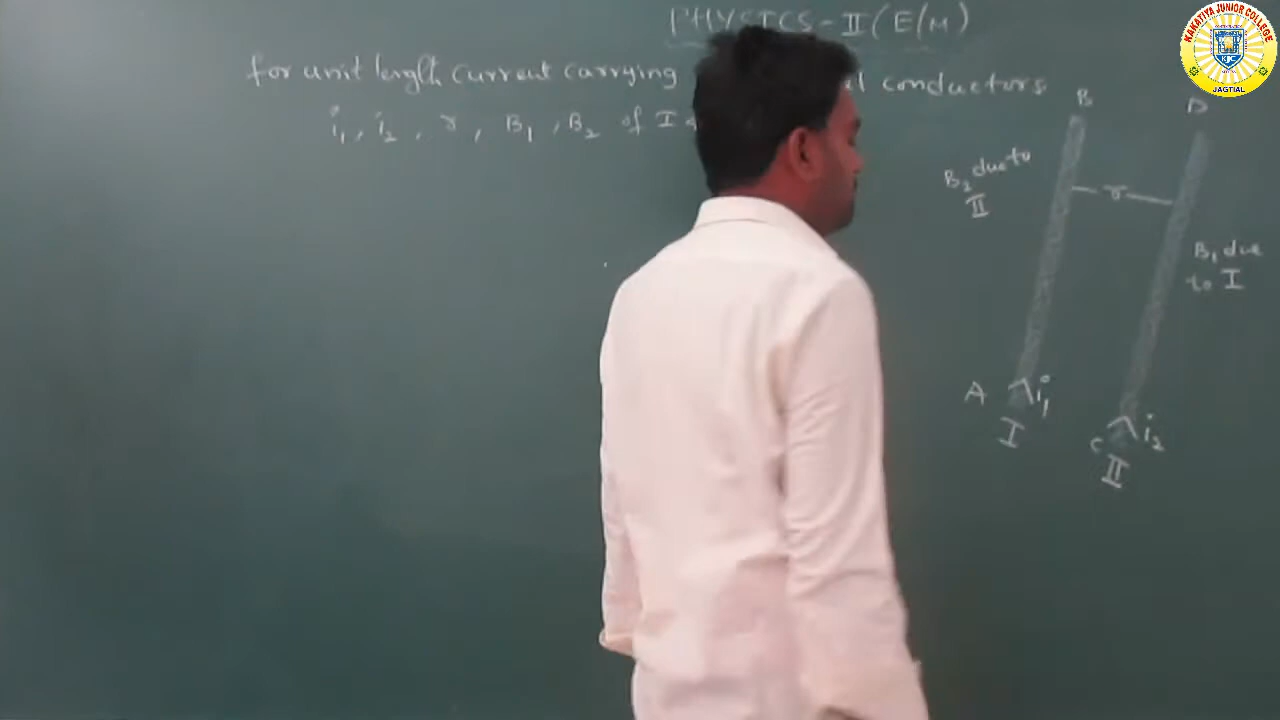 PHYSICS - II (E/M)
for unit length current carrying conductors
i₁, i₂, r, B₁, B₂ of I
B
D
B₂ due to
II
r
B₁ due
to I
A
i₁
I
C
i₂
II
KAKATIYA JUNIOR COLLEGE
KJC
JAGTIAL